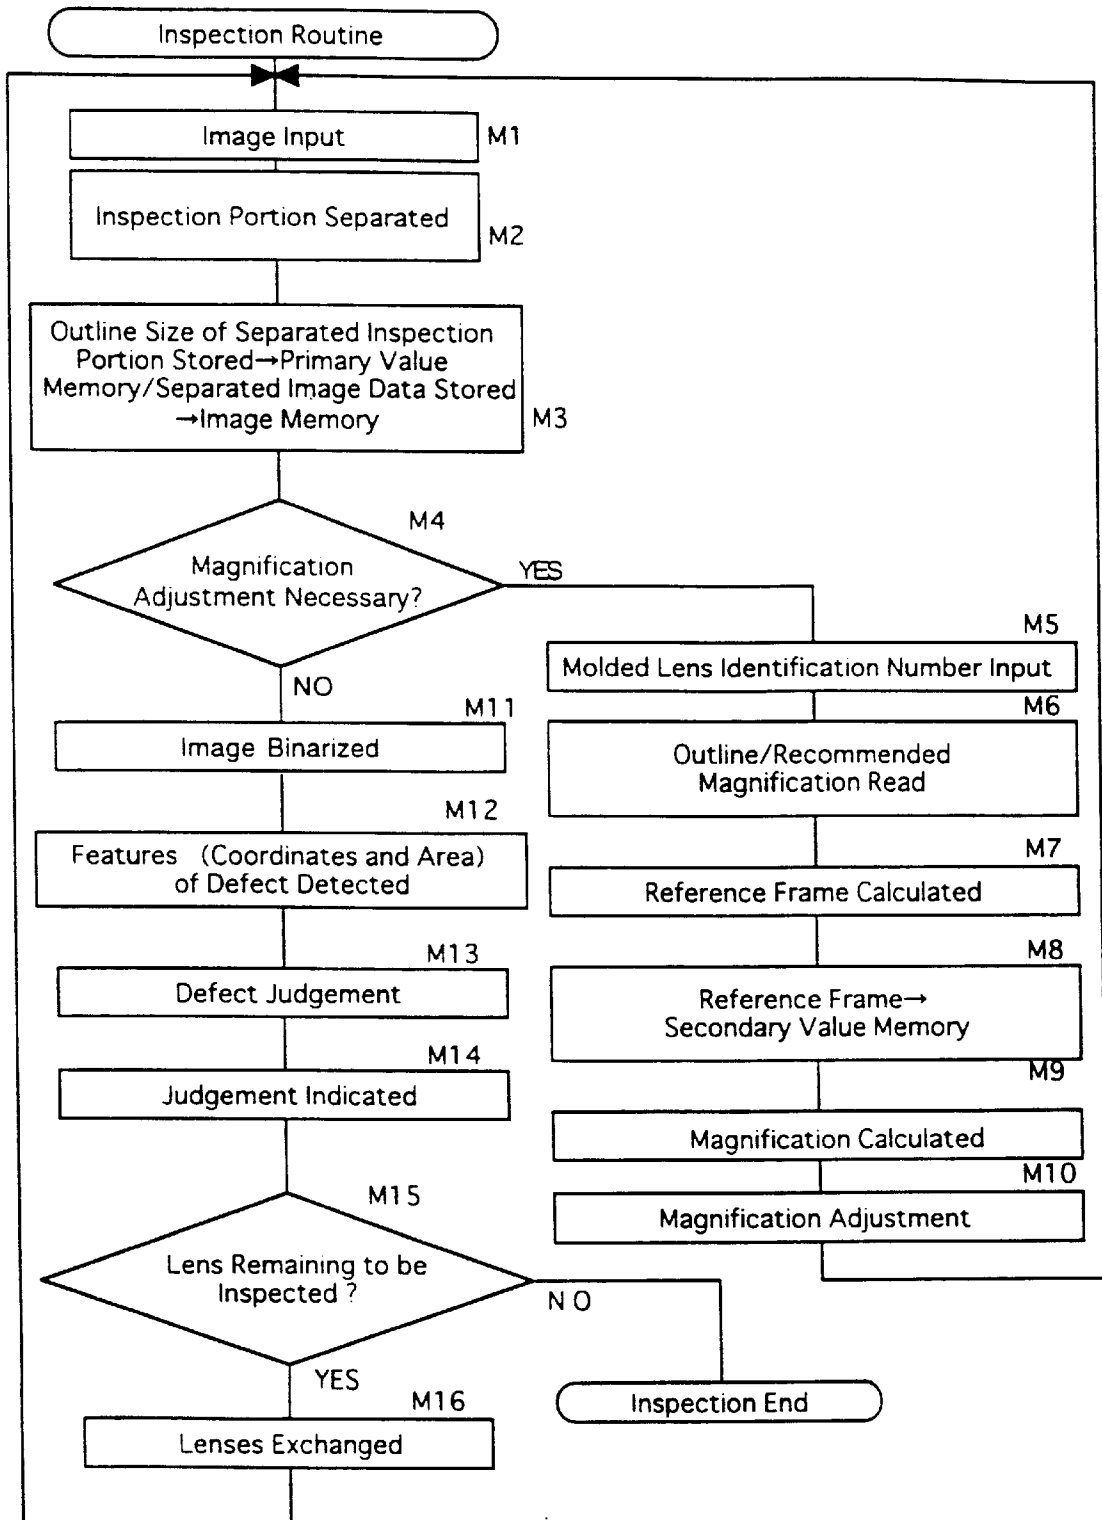 Inspection Routine
Image Input
M1
Inspection Portion Separated
M2
Outline Size of Separated Inspection
Portion Stored→Primary Value
Memory/Separated Image Data Stored
→Image Memory
M3
M4
Magnification
Adjustment Necessary?
YES
NO
M5
Molded Lens Identification Number Input
M6
Outline/Recommended
Magnification Read
M7
Reference Frame Calculated
M8
Reference Frame→
Secondary Value Memory
M9
Magnification Calculated
M10
Magnification Adjustment
M11
Image Binarized
M12
Features (Coordinates and Area)
of Defect Detected
M13
Defect Judgement
M14
Judgement Indicated
M15
Lens Remaining to be
Inspected ?
NO
YES
Inspection End
M16
Lenses Exchanged